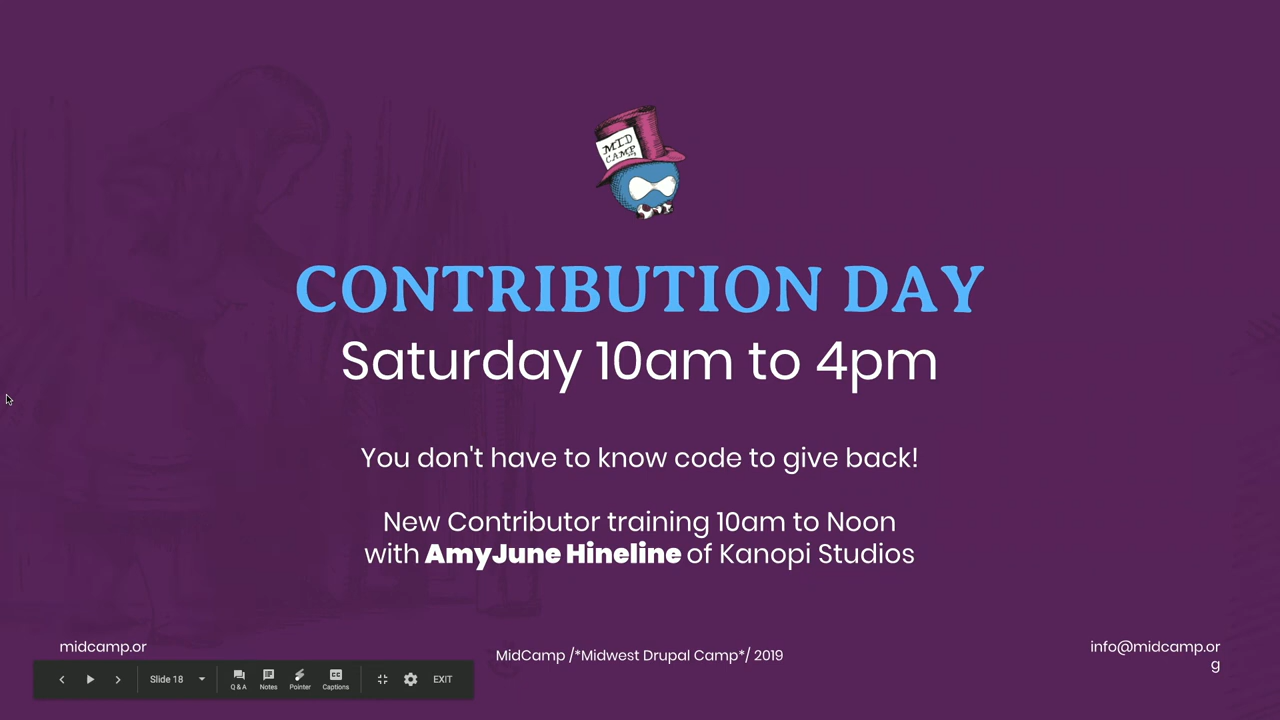 MID
CAMP
CONTRIBUTION DAY
Saturday 10am to 4pm
You don't have to know code to give back!
New Contributor training 10am to Noon
with AmyJune Hineline of Kanopi Studios
midcamp.or
MidCamp /*Midwest Drupal Camp*/ 2019
info@midcamp.or
g
Slide 18
Q & A
Notes
Pointer
CC
Captions
EXIT